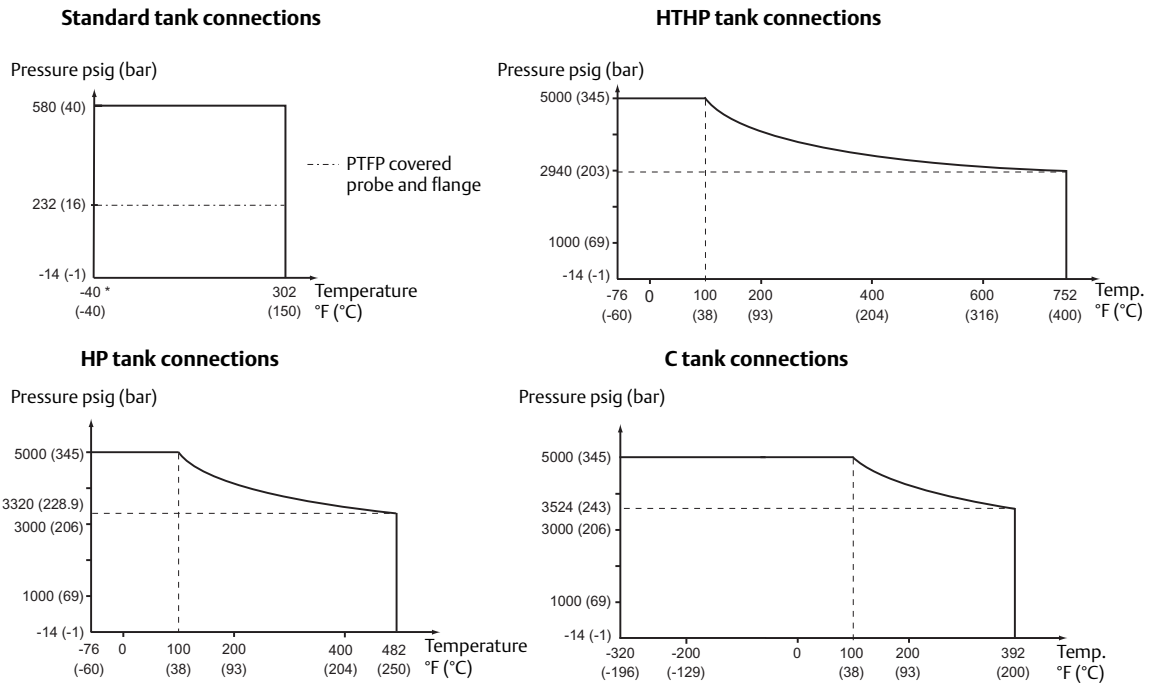 Standard tank connections
Pressure psig (bar)
580 (40)
232 (16)
-14 (-1)
-40 *
(-40)
302
(150)
Temperature
°F (°C)
PTFP covered
probe and flange
HTHP tank connections
Pressure psig (bar)
5000 (345)
2940 (203)
1000 (69)
-14 (-1)
-76 0 100 200 400 600 752 Temp.
(-60) (38) (93) (204) (316) (400) °F (°C)
HP tank connections
Pressure psig (bar)
5000 (345)
3320 (228.9)
3000 (206)
1000 (69)
-14 (-1)
-76 0 100 200 400 482 Temperature
(-60) (38) (93) (204) (250) °F (°C)
C tank connections
Pressure psig (bar)
5000 (345)
3524 (243)
3000 (206)
1000 (69)
-14 (-1)
-320 -200 0 100 200 392 Temp.
(-196) (-129) (38) (93) (200) °F (°C)